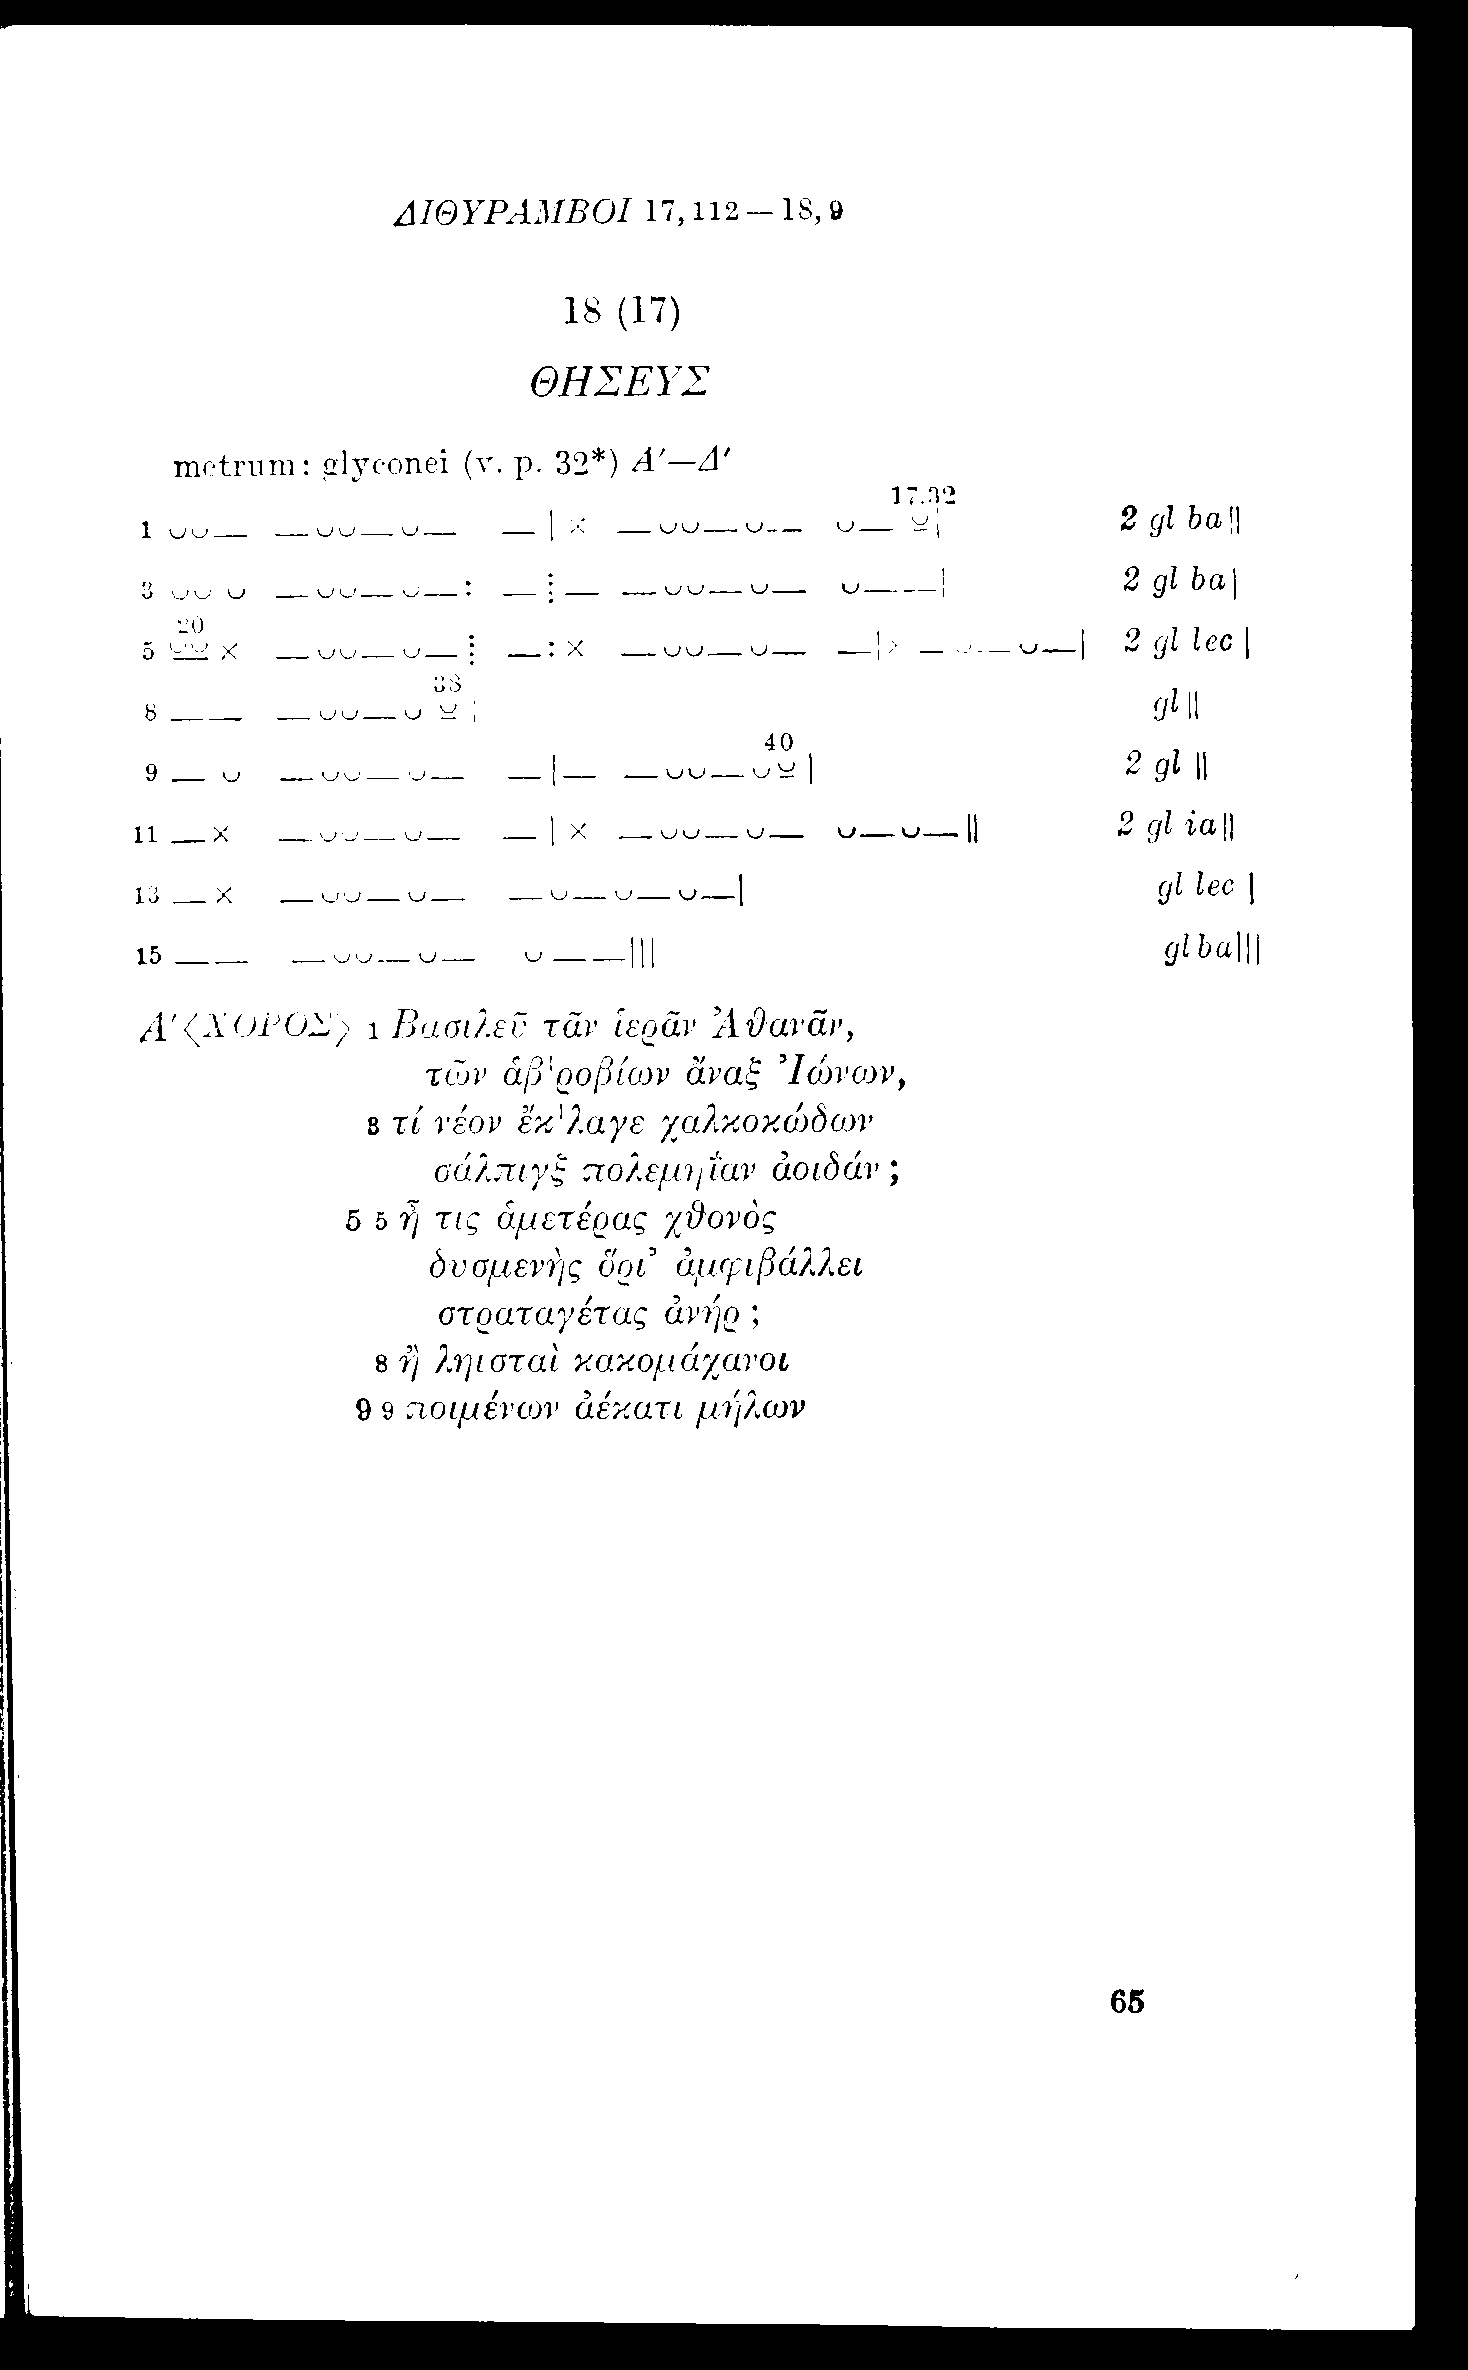 ΔΙΘΥΡΑΜΒΟΙ 17,112 — 18,9
18 (17)
ΘΗΣΕΥΣ
metrum: glyconei (v. p. 32*) Α′—Δ′
17.32
1 ⏑⏑— —⏑⏑—⏑— —| × —⏑⏑—⏑— ⏑— ⏓¦ 2 gl ba||
3 ⏑⏑ ⏑ —⏑⏑—⏑—: —⋮— —⏑⏑—⏑— ⏑——| 2 gl ba|
20
5 ⏔ × —⏑⏑—⏑—⋮ —:× —⏑⏑—⏑— —|× —⏑—⏑—| 2 gl lec |
38
8 —— —⏑⏑—⏑ ⏓¦ gl||
40
9 — ⏑ —⏑⏑—⏑— —|— —⏑⏑—⏑⏓| 2 gl ||
11 —× —⏑⏑—⏑— —| × —⏑⏑—⏑— ⏑—⏑—|| 2 gl ia||
13 —× —⏑⏑—⏑— —⏑—⏑—⏑—| gl lec |
15 —— —⏑⏑—⏑— ⏑——||| gl ba|||
Α′〈ΧΟΡΟΣ〉 1 Βασιλεῦ τᾶν ἱερᾶν Ἀθανᾶν,
τῶν ἁβ'ροβίων ἄναξ Ἰώνων,
3 τί νέον ἔκ'λαγε χαλκοκώδων
σάλπιγξ πολεμηΐαν ἀοιδάν;
5 5 ἦ τις ἁμετέρας χθονὸς
δυσμενὴς ὅρι’ ἀμφιβάλλει
στραταγέτας ἀνήρ;
8 ἢ ληισταὶ κακομάχανοι
9 9 ποιμένων ἀέκατι μήλων
65